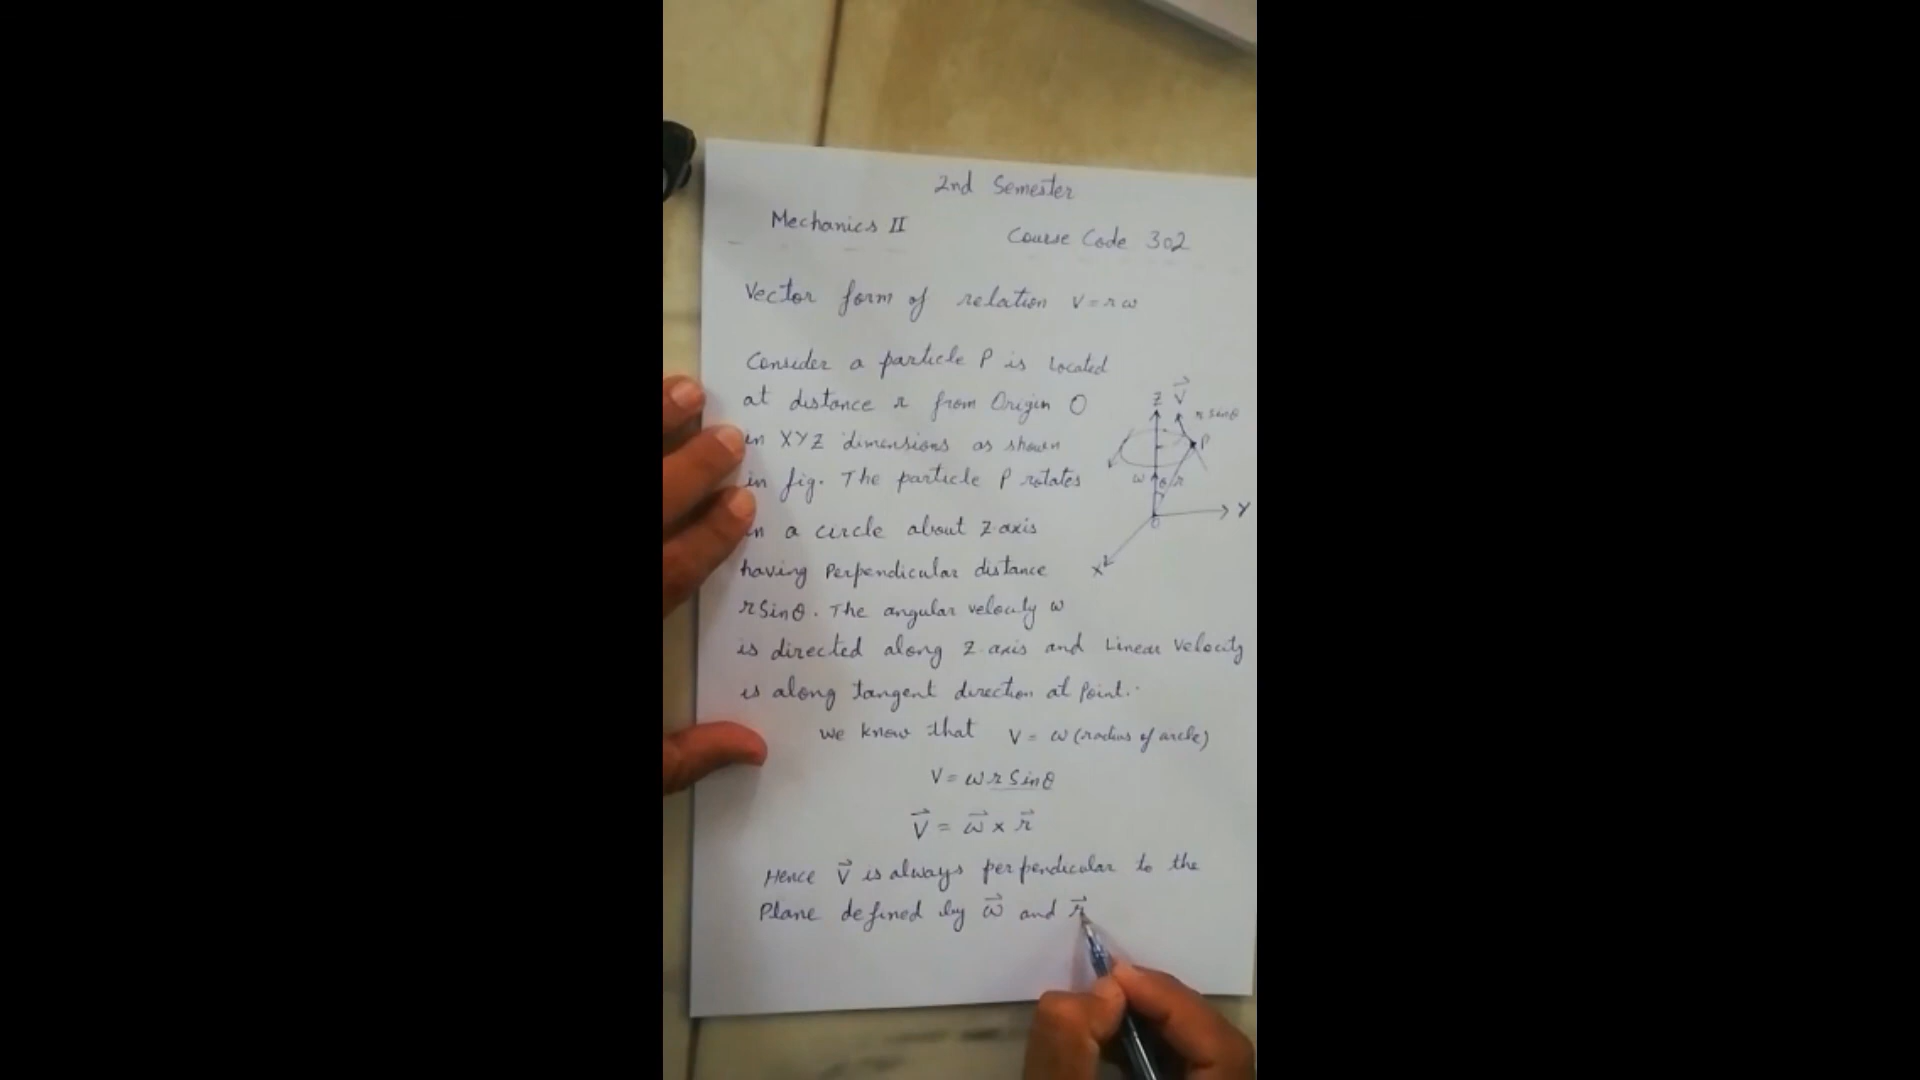 2nd Semester
Mechanics II
Course Code 302
Vector form of relation V = r ω
Consider a particle P is Located
at distance r from Origin O
in XYZ dimensions as shown
in fig. The particle P rotates
in a circle about Z-axis
having Perpendicular distance
r Sinθ. The angular velocity ω
is directed along Z-axis and Linear Velocity
is along tangent direction at Point.
Z V⃗
r Sinθ
P
ω θ r
Y
O
X
We know that V = ω (radius of circle)
V = ω r Sinθ
V⃗ = ω⃗ × r⃗
Hence V⃗ is always perpendicular to the
Plane defined by ω⃗ and r⃗